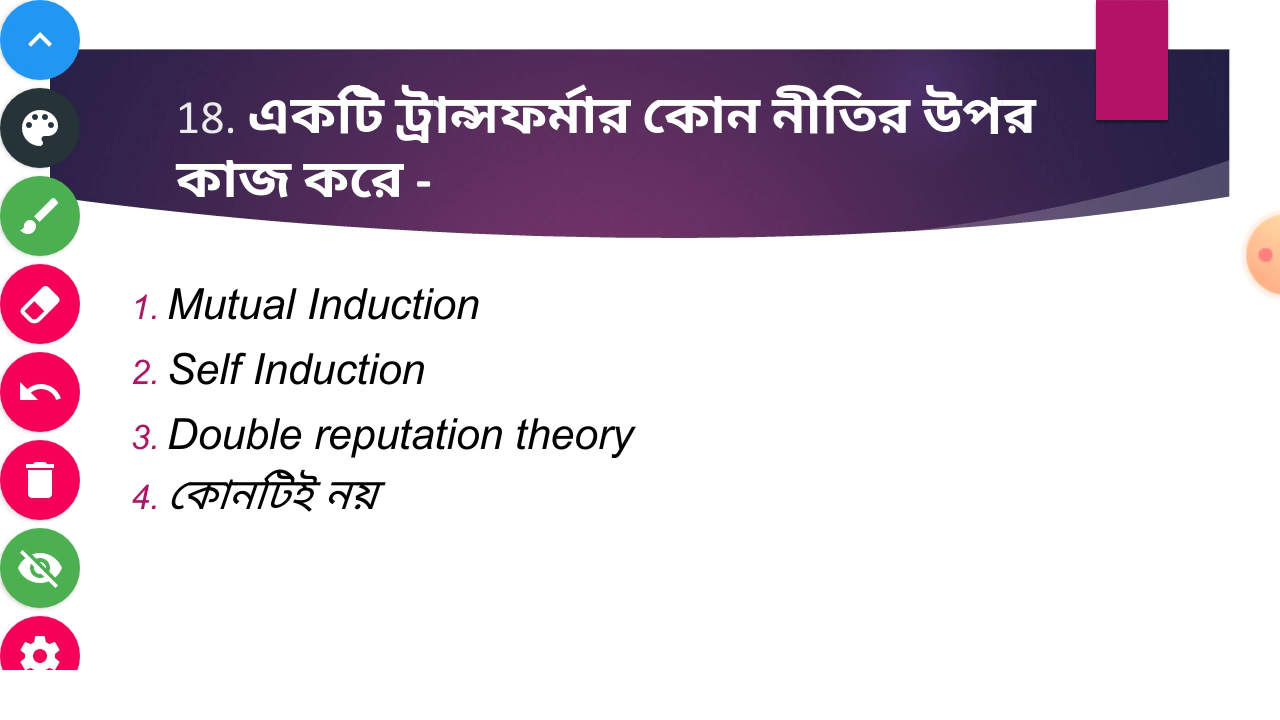 18. একটি ট্রান্সফর্মার কোন নীতির উপর
কাজ করে -
1. Mutual Induction
2. Self Induction
3. Double reputation theory
4. কোনটিই নয়